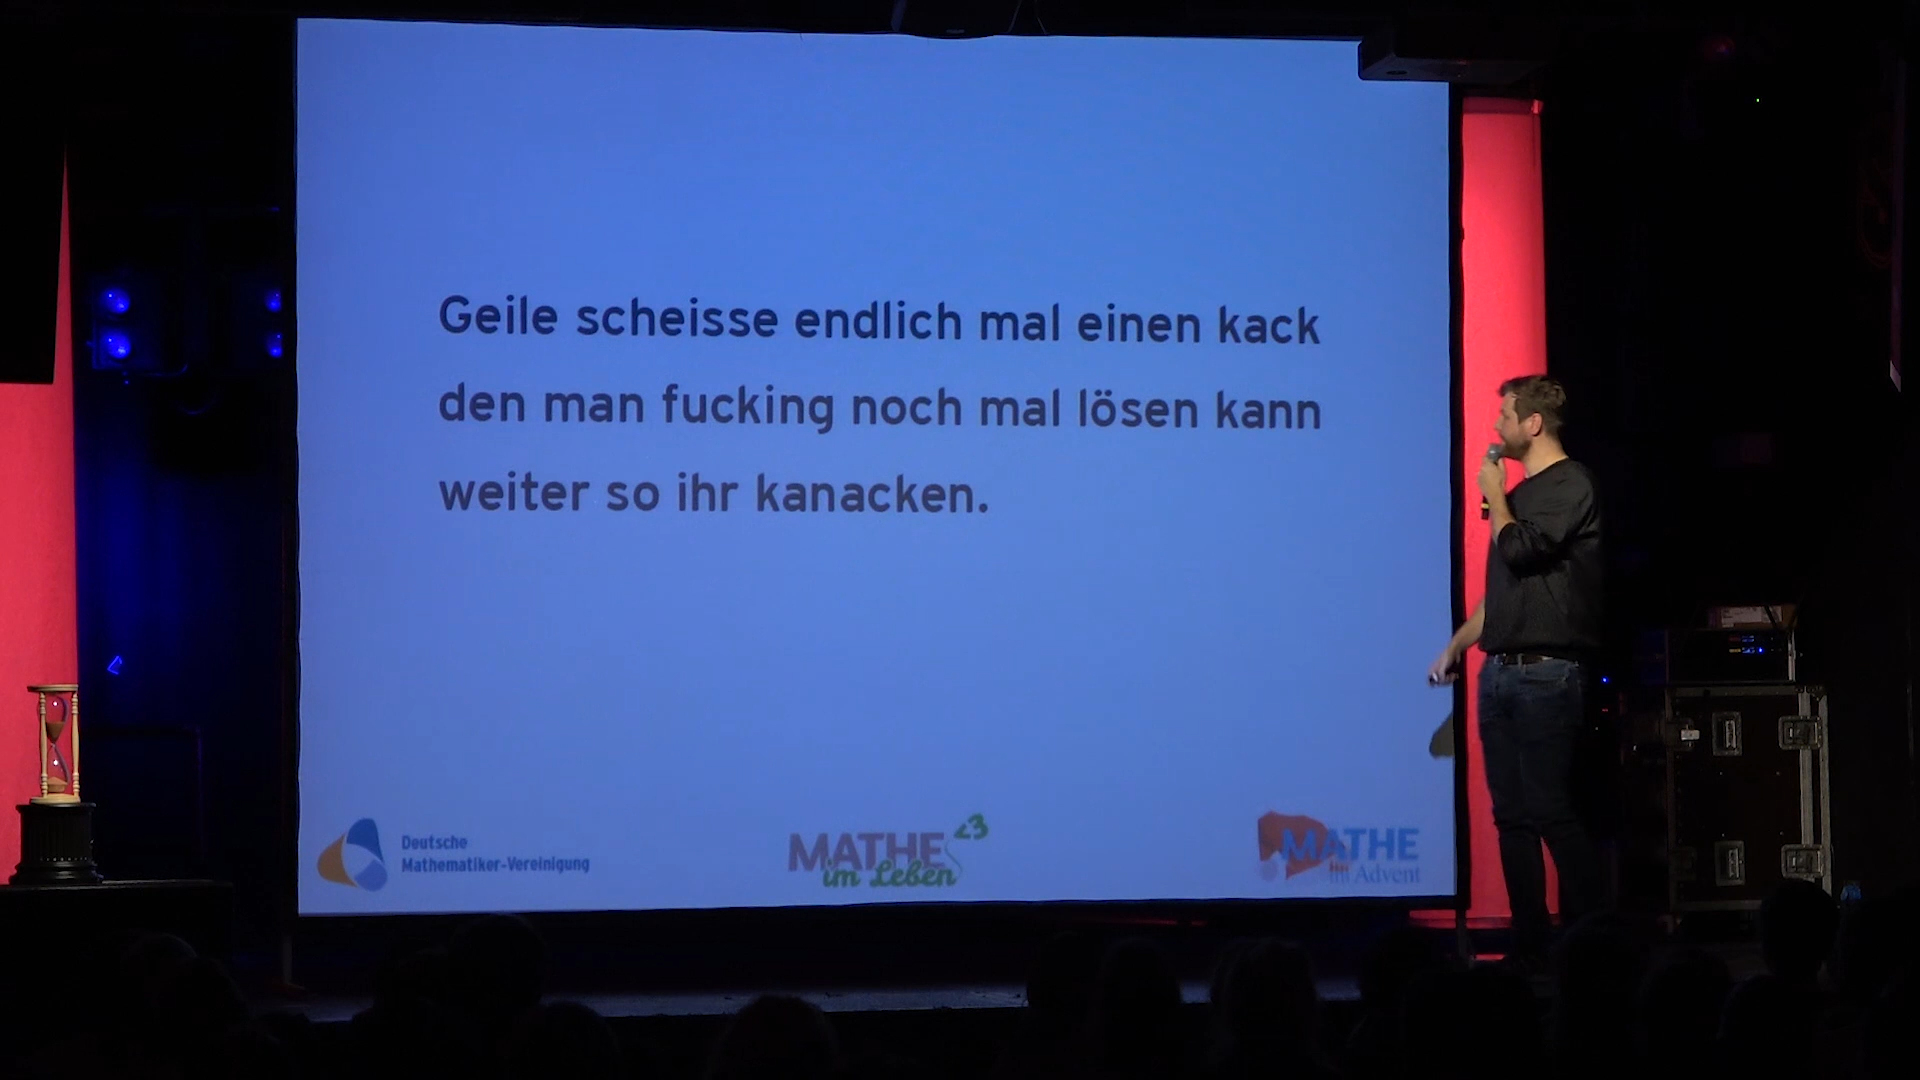 Geile scheisse endlich mal einen kack
den man fucking noch mal lösen kann
weiter so ihr kanacken.
Deutsche
Mathematiker-Vereinigung
MATHE <3
im Leben
MATHE
im Advent